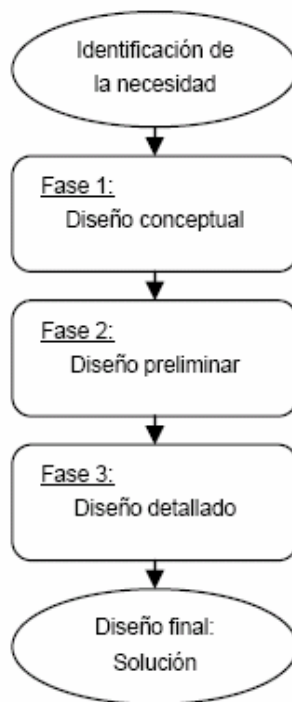 Identificación de
la necesidad
Fase 1:
Diseño conceptual
Fase 2:
Diseño preliminar
Fase 3:
Diseño detallado
Diseño final:
Solución